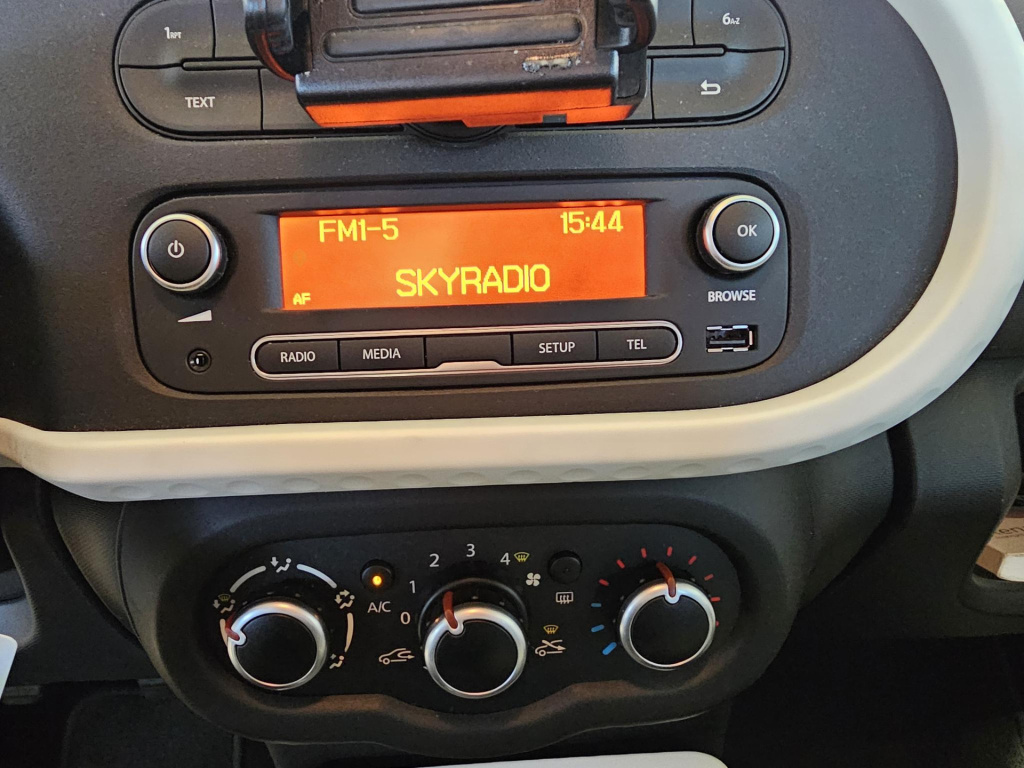 1RPT
6A-Z
TEXT
FM1-5 15:44
SKYRADIO
AF
OK
BROWSE
RADIO MEDIA SETUP TEL
A/C
0 1 2 3 4